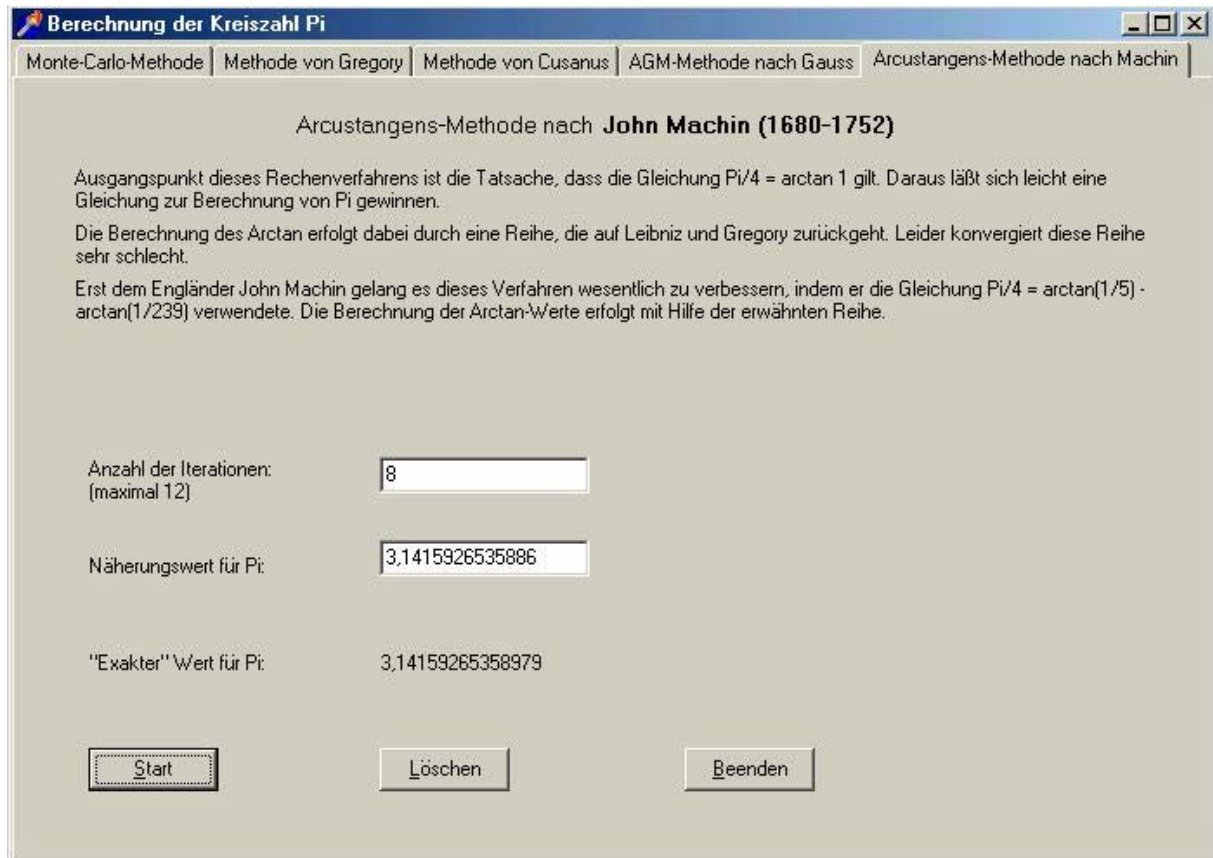 Berechnung der Kreiszahl Pi
Monte-Carlo-Methode
Methode von Gregory
Methode von Cusanus
AGM-Methode nach Gauss
Arcustangens-Methode nach Machin
Arcustangens-Methode nach John Machin (1680-1752)
Ausgangspunkt dieses Rechenverfahrens ist die Tatsache, dass die Gleichung Pi/4 = arctan 1 gilt. Daraus läßt sich leicht eine
Gleichung zur Berechnung von Pi gewinnen.
Die Berechnung des Arctan erfolgt dabei durch eine Reihe, die auf Leibniz und Gregory zurückgeht. Leider konvergiert diese Reihe
sehr schlecht.
Erst dem Engländer John Machin gelang es dieses Verfahren wesentlich zu verbessern, indem er die Gleichung Pi/4 = arctan(1/5) -
arctan(1/239) verwendete. Die Berechnung der Arctan-Werte erfolgt mit Hilfe der erwähnten Reihe.
Anzahl der Iterationen:
(maximal 12)
8
Näherungswert für Pi:
3,1415926535886
"Exakter" Wert für Pi:
3,14159265358979
Start
Löschen
Beenden